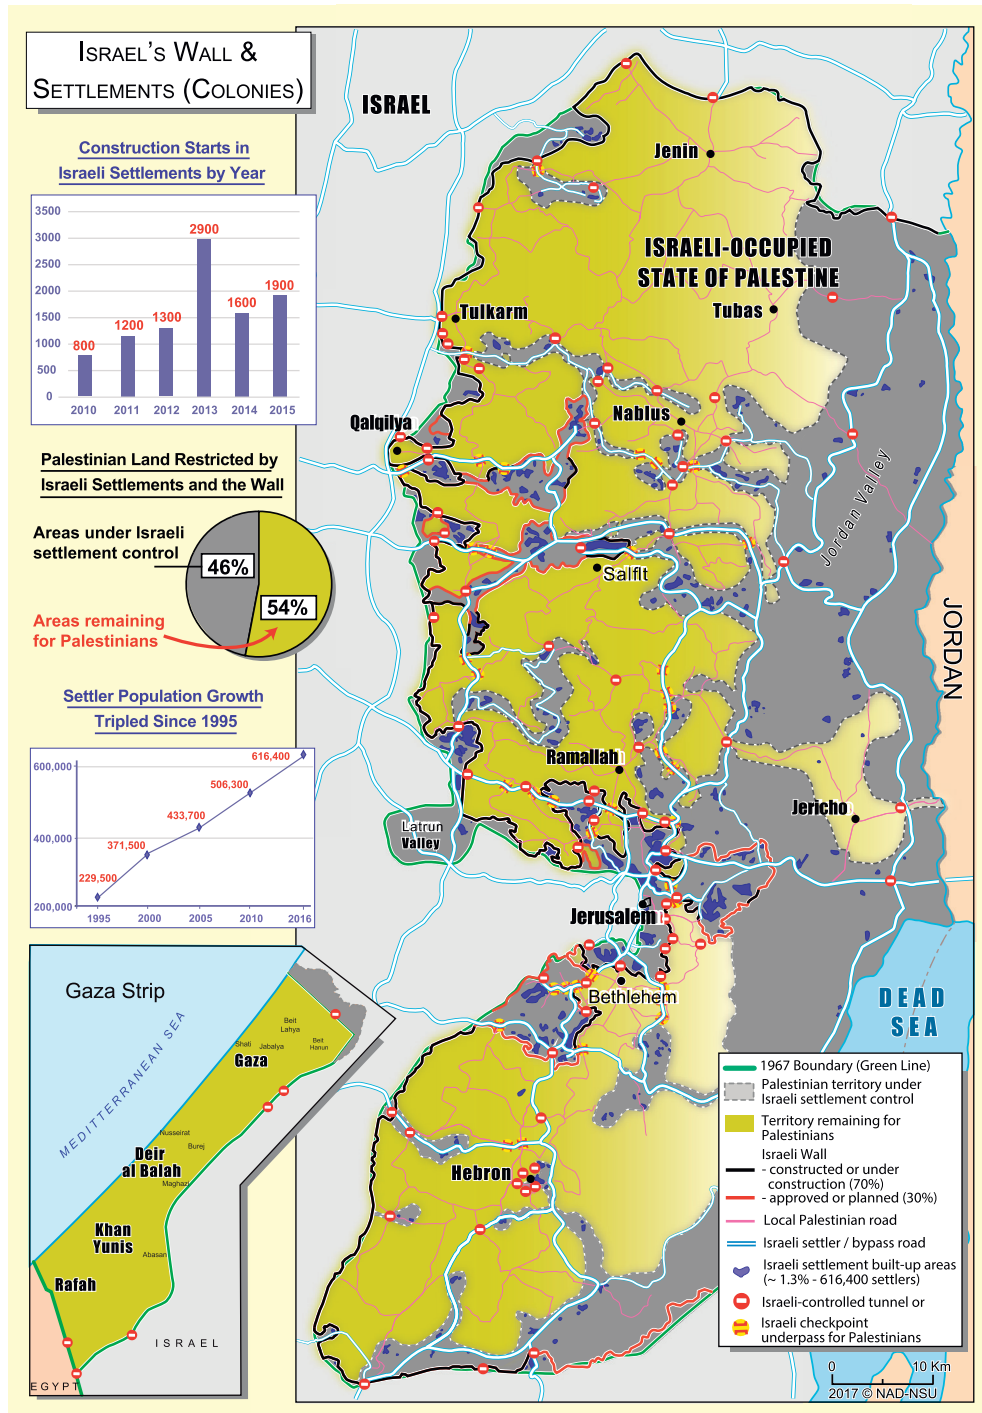 ISRAEL'S WALL &
SETTLEMENTS (COLONIES)
Construction Starts in
Israeli Settlements by Year
3500
3000
2500
2000
1500
1000
500
0
800
1200
1300
2900
1600
1900
2010 2011 2012 2013 2014 2015
Palestinian Land Restricted by
Israeli Settlements and the Wall
Areas under Israeli
settlement control
46%
54%
Areas remaining
for Palestinians
Settler Population Growth
Tripled Since 1995
600,000
400,000
200,000
229,500
371,500
433,700
506,300
616,400
1995 2000 2005 2010 2016
Gaza Strip
MEDITTERRANEAN SEA
Beit
Lahya
Shati
Jabalya
Beit
Hanun
Gaza
Nusseirat
Burej
Deir
al Balah
Maghazi
Khan
Yunis
Abasan
Rafah
ISRAEL
EGYPT
ISRAEL
Jenin
ISRAELI-OCCUPIED
STATE OF PALESTINE
Tubas
Tulkarm
Nablus
Qalqilya
Jordan Valley
Salfit
JORDAN
Ramallah
Jericho
Latrun
Valley
Jerusalem
Bethlehem
DEAD
SEA
Hebron
1967 Boundary (Green Line)
Palestinian territory under
Israeli settlement control
Territory remaining for
Palestinians
Israeli Wall
- constructed or under
construction (70%)
- approved or planned (30%)
Local Palestinian road
Israeli settler / bypass road
Israeli settlement built-up areas
(~ 1.3% - 616,400 settlers)
Israeli-controlled tunnel or
Israeli checkpoint
underpass for Palestinians
0 10 Km
2017 © NAD-NSU